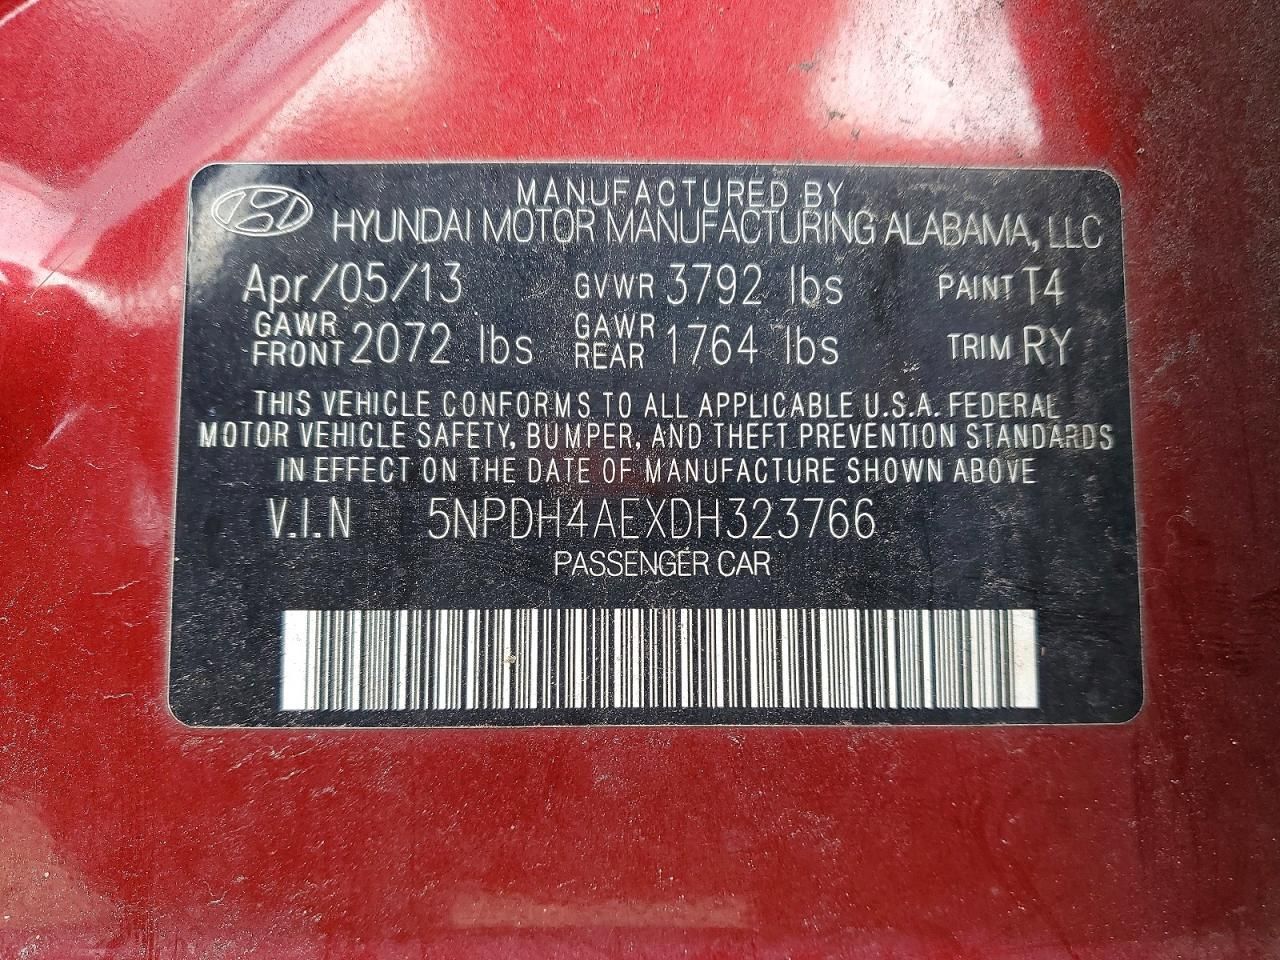 MANUFACTURED BY
HYUNDAI MOTOR MANUFACTURING ALABAMA, LLC
Apr/05/13 GVWR 3792 lbs PAINT T4
GAWR FRONT 2072 lbs GAWR REAR 1764 lbs TRIM RY
THIS VEHICLE CONFORMS TO ALL APPLICABLE U.S.A. FEDERAL
MOTOR VEHICLE SAFETY, BUMPER, AND THEFT PREVENTION STANDARDS
IN EFFECT ON THE DATE OF MANUFACTURE SHOWN ABOVE
V.I.N 5NPDH4AEXDH323766
PASSENGER CAR